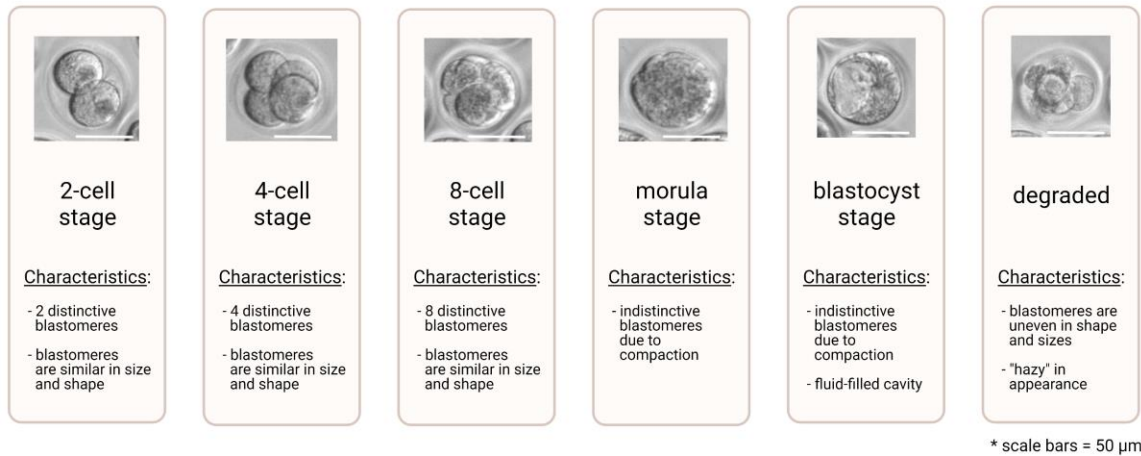 2-cell
stage
Characteristics:
- 2 distinctive
blastomeres
- blastomeres
are similar in size
and shape
4-cell
stage
Characteristics:
- 4 distinctive
blastomeres
- blastomeres
are similar in size
and shape
8-cell
stage
Characteristics:
- 8 distinctive
blastomeres
- blastomeres
are similar in size
and shape
morula
stage
Characteristics:
- indistinctive
blastomeres
due to
compaction
blastocyst
stage
Characteristics:
- indistinctive
blastomeres
due to
compaction
- fluid-filled cavity
degraded
Characteristics:
- blastomeres are
uneven in shape
and sizes
- "hazy" in
appearance
* scale bars = 50 μm